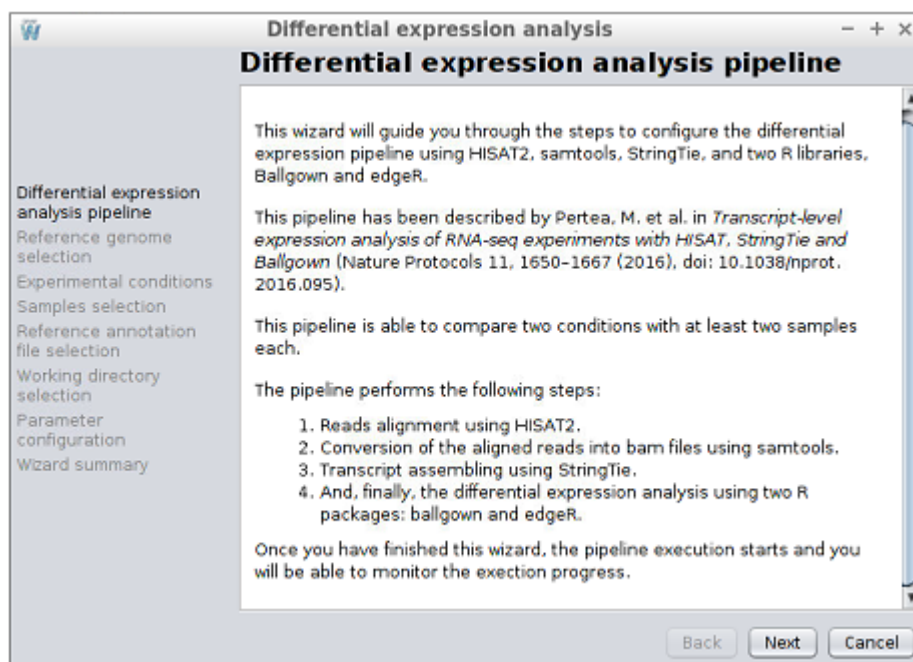 Differential expression analysis
Differential expression analysis pipeline
Differential expression
analysis pipeline
Reference genome
selection
Experimental conditions
Samples selection
Reference annotation
file selection
Working directory
selection
Parameter
configuration
Wizard summary
This wizard will guide you through the steps to configure the differential
expression pipeline using HISAT2, samtools, StringTie, and two R libraries,
Ballgown and edgeR.
This pipeline has been described by Pertea, M. et al. in Transcript-level
expression analysis of RNA-seq experiments with HISAT, StringTie and
Ballgown (Nature Protocols 11, 1650–1667 (2016), doi: 10.1038/nprot.
2016.095).
This pipeline is able to compare two conditions with at least two samples
each.
The pipeline performs the following steps:
1. Reads alignment using HISAT2.
2. Conversion of the aligned reads into bam files using samtools.
3. Transcript assembling using StringTie.
4. And, finally, the differential expression analysis using two R
packages: ballgown and edgeR.
Once you have finished this wizard, the pipeline execution starts and you
will be able to monitor the exection progress.
Back Next Cancel